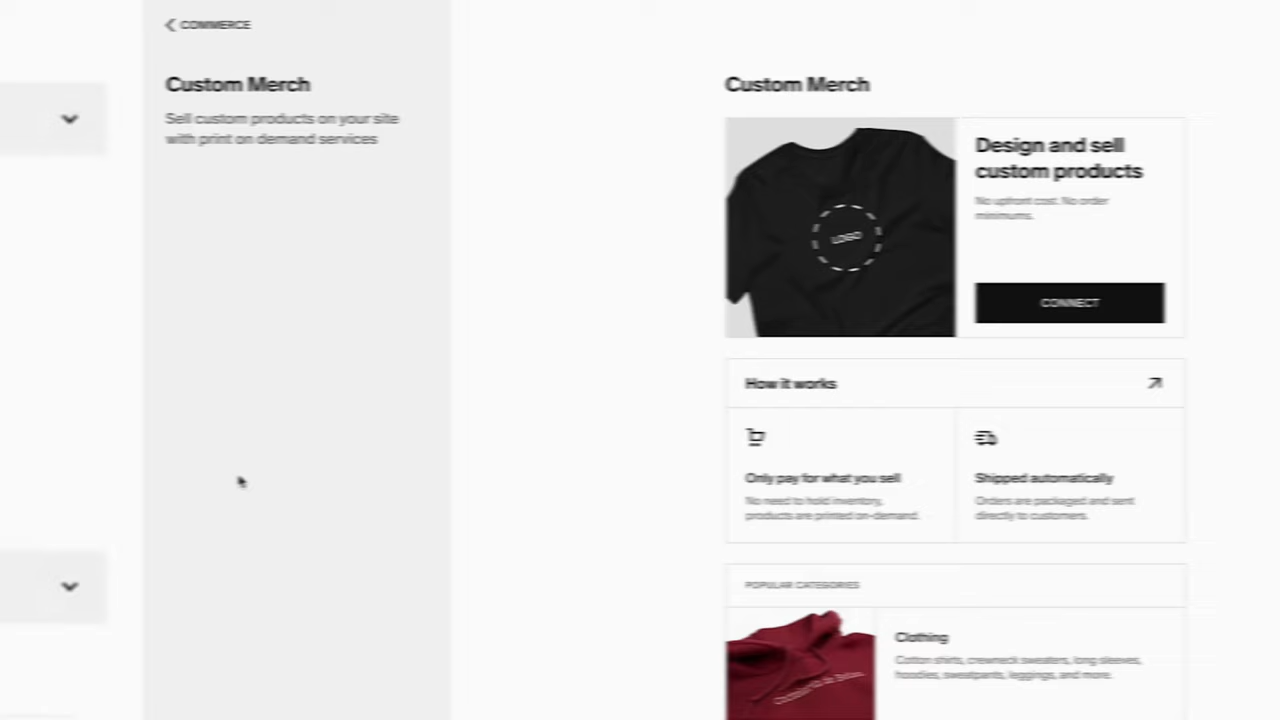 COMMERCE
Custom Merch
Sell custom products on your site
with print on demand services
Custom Merch
LOGO
Design and sell
custom products
No upfront cost. No order
minimums.
CONNECT
How it works
Only pay for what you sell
No need to hold inventory,
products are printed on-demand.
Shipped automatically
Orders are packaged and sent
directly to customers.
POPULAR CATEGORIES
Clothing
Cotton shirts, crewneck sweaters, long sleeves,
hoodies, sweatpants, leggings, and more.